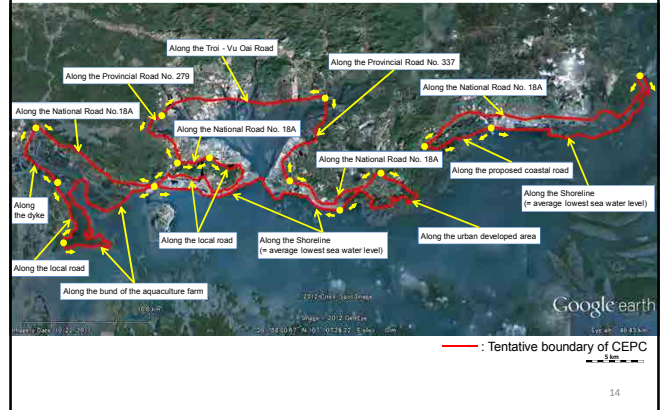 Along the Troi - Vu Oai Road
Along the Provincial Road No. 337
Along the Provincial Road No. 279
Along the National Road No. 18A
Along the National Road No.18A
Along the National Road No. 18A
Along the National Road No. 18A
Along the proposed coastal road
Along
the dyke
Along the local road
Along the Shoreline
(= average lowest sea water level)
Along the Shoreline
(= average lowest sea water level)
Along the urban developed area
Along the local road
Along the bund of the aquaculture farm
Google earth
: Tentative boundary of CEPC
5 km
14